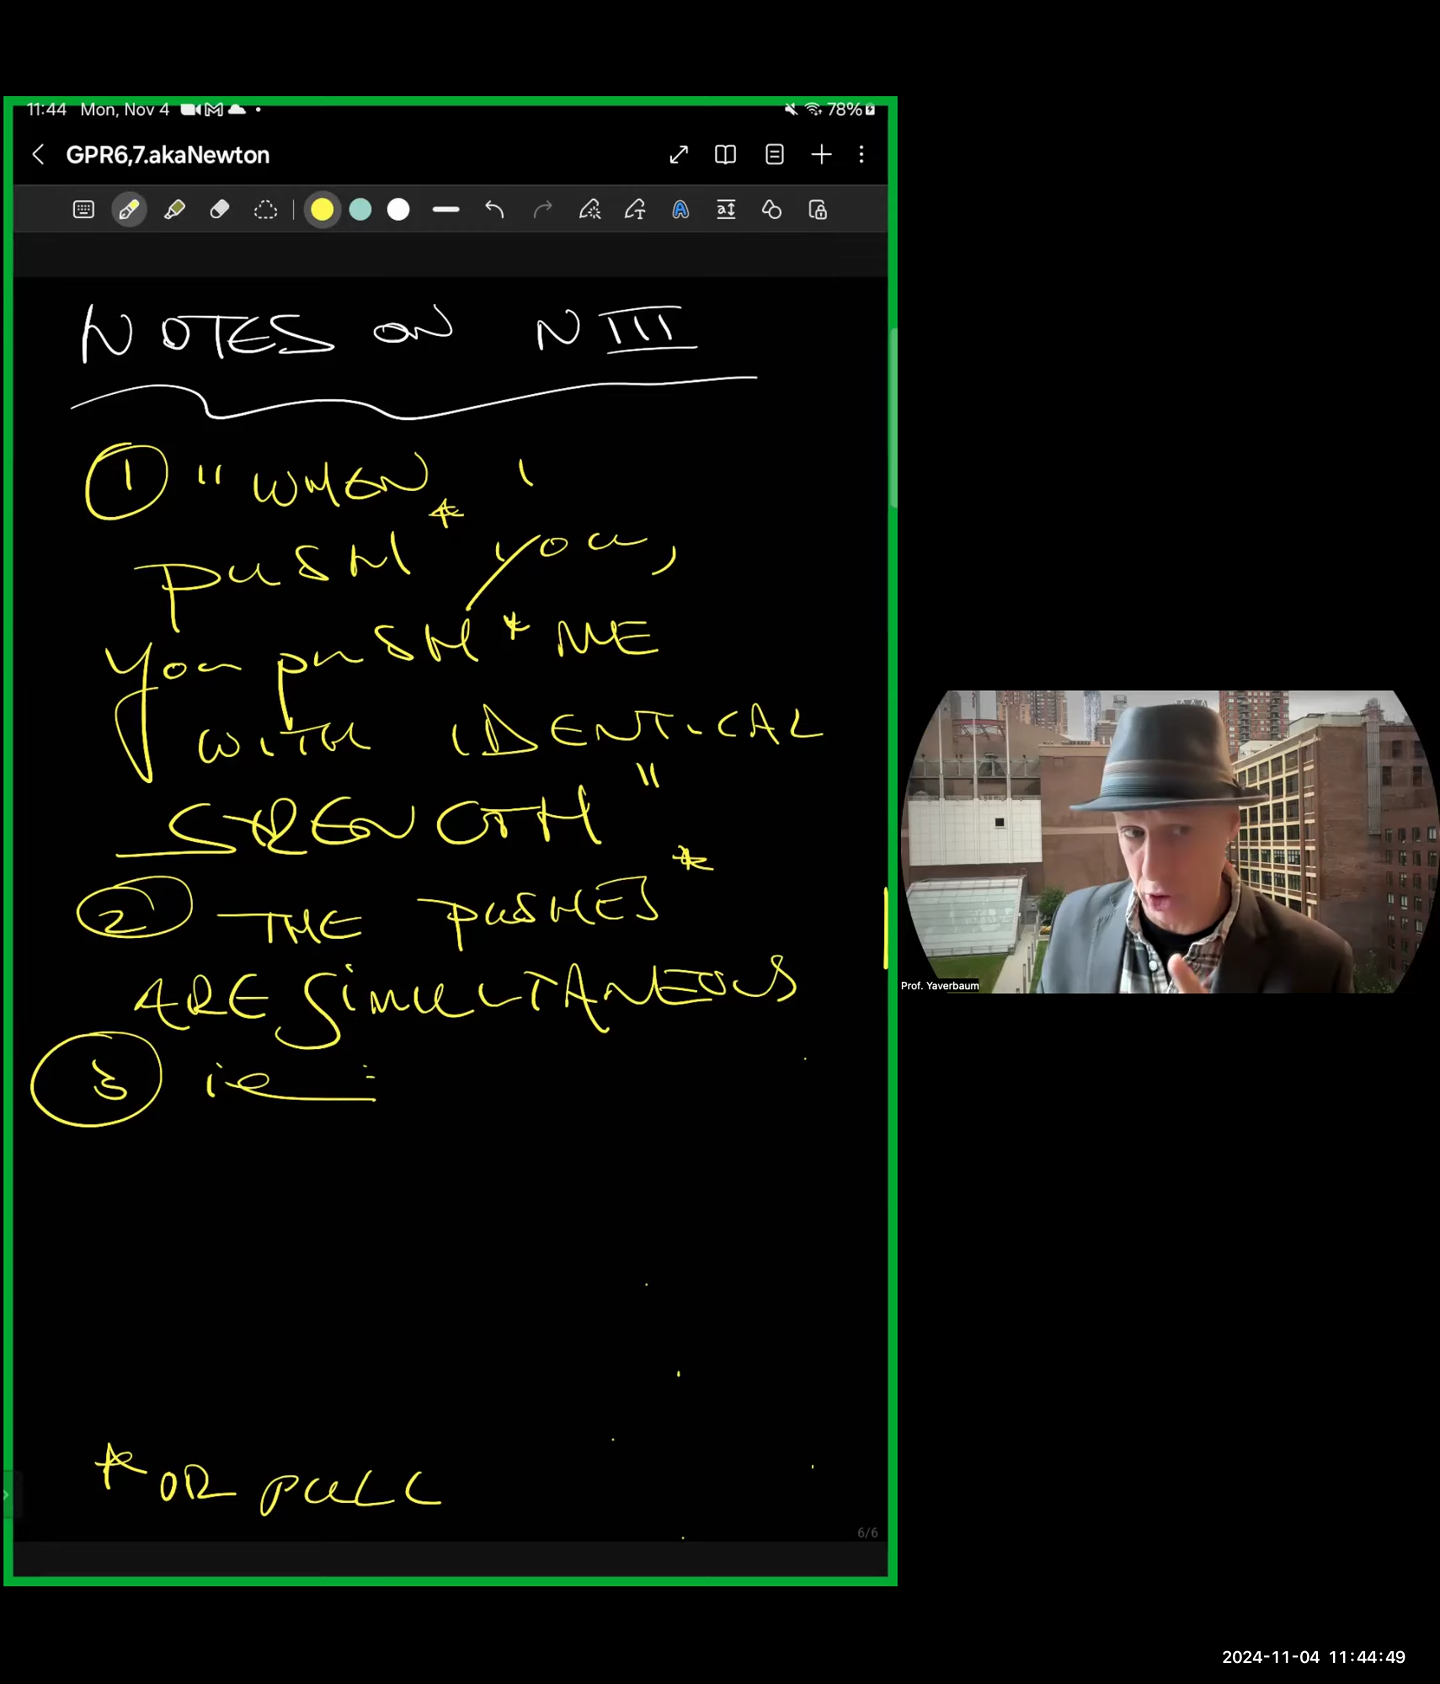 11:44 Mon, Nov 4 78%
GPR6,7.akaNewton
NOTES ON N III
① "WHEN I
PUSH* you,
you pusH* ME
WITH IDENTICAL
STRENGTH"
② THE PUSHES*
ARE SIMULTANEOUS
③ ie :
* OR PULL
6/6
Prof. Yaverbaum
2024-11-04 11:44:49